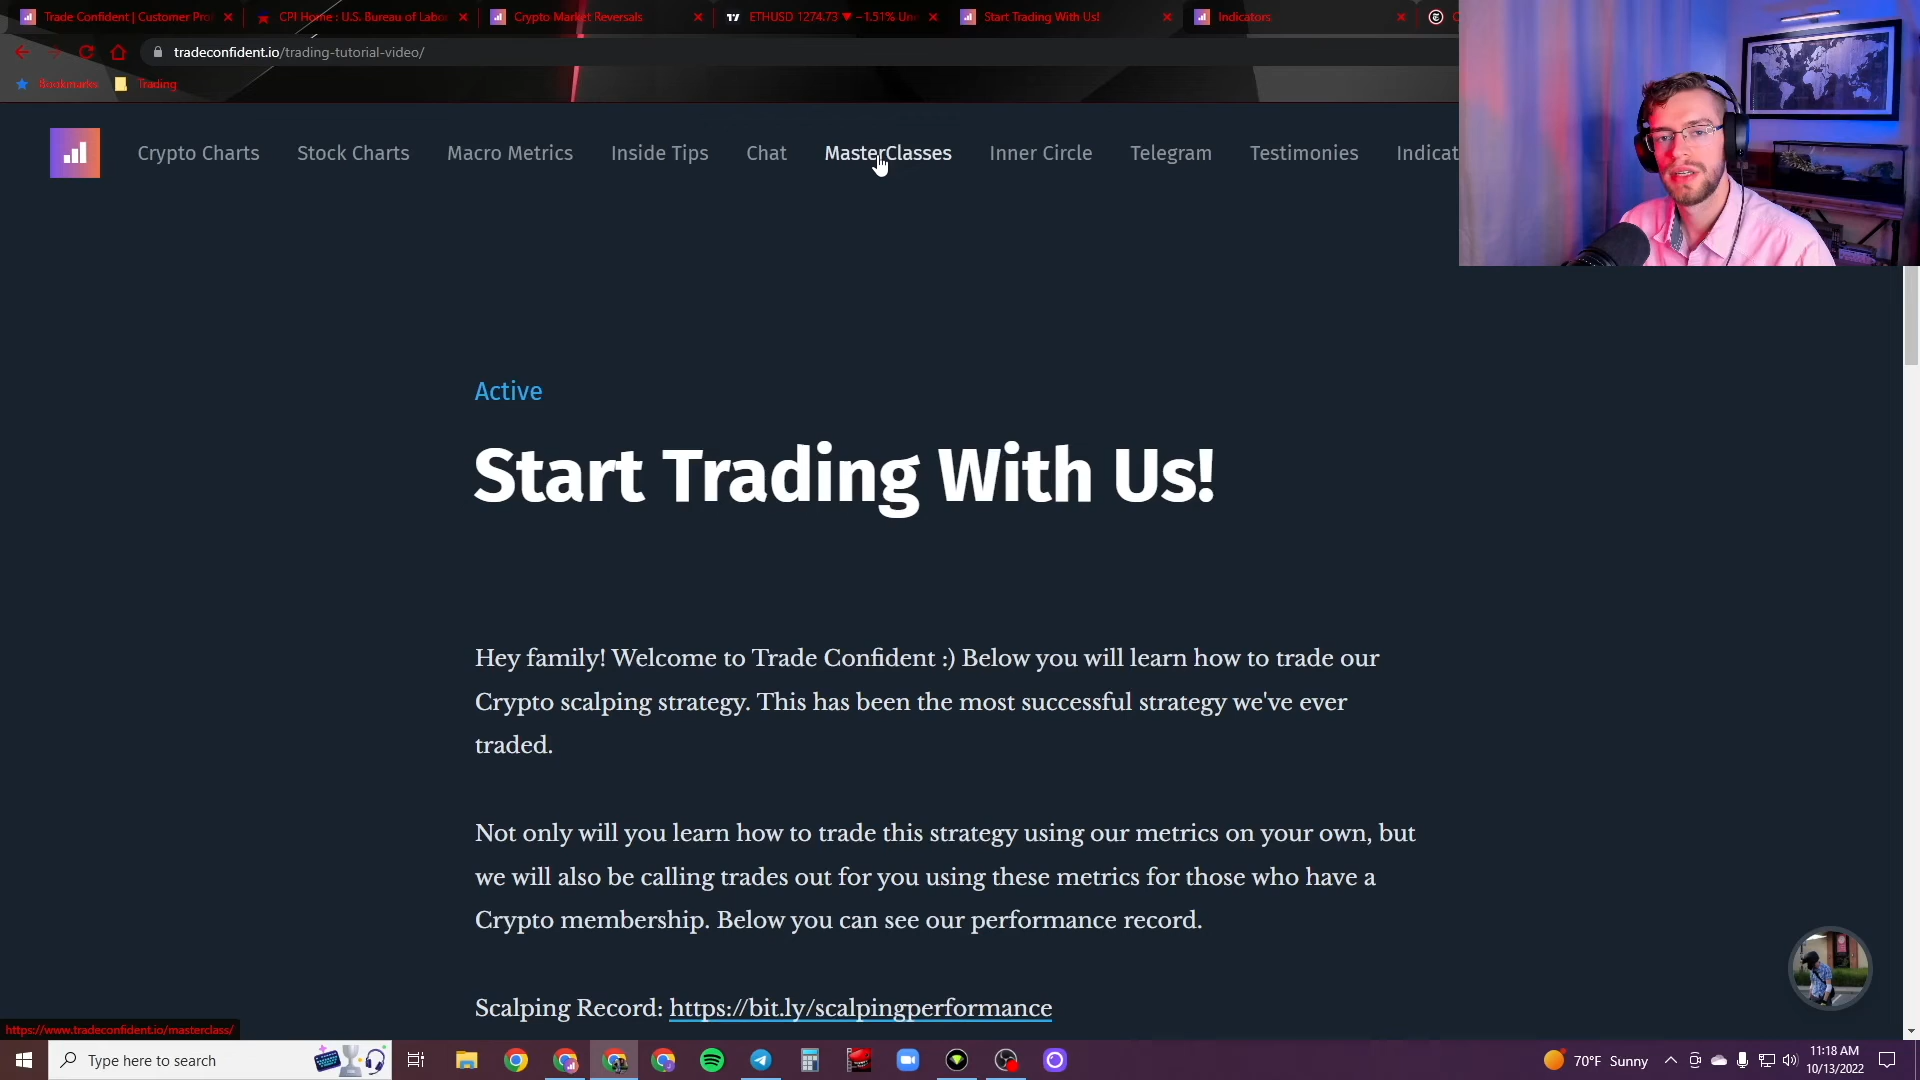 Trade Confident | Customer Pro
CPI Home : U.S. Bureau of Labo
Crypto Market Reversals
ETHUSD 1274.73 ▼ −1.51% Un
Start Trading With Us!
Indicators
tradeconfident.io/trading-tutorial-video/
Bookmarks
Trading
Crypto Charts
Stock Charts
Macro Metrics
Inside Tips
Chat
MasterClasses
Inner Circle
Telegram
Testimonies
Indicat
Active
Start Trading With Us!
Hey family! Welcome to Trade Confident :) Below you will learn how to trade our
Crypto scalping strategy. This has been the most successful strategy we've ever
traded.
Not only will you learn how to trade this strategy using our metrics on your own, but
we will also be calling trades out for you using these metrics for those who have a
Crypto membership. Below you can see our performance record.
Scalping Record: https://bit.ly/scalpingperformance
https://www.tradeconfident.io/masterclass/
Type here to search
70°F Sunny
11:18 AM
10/13/2022